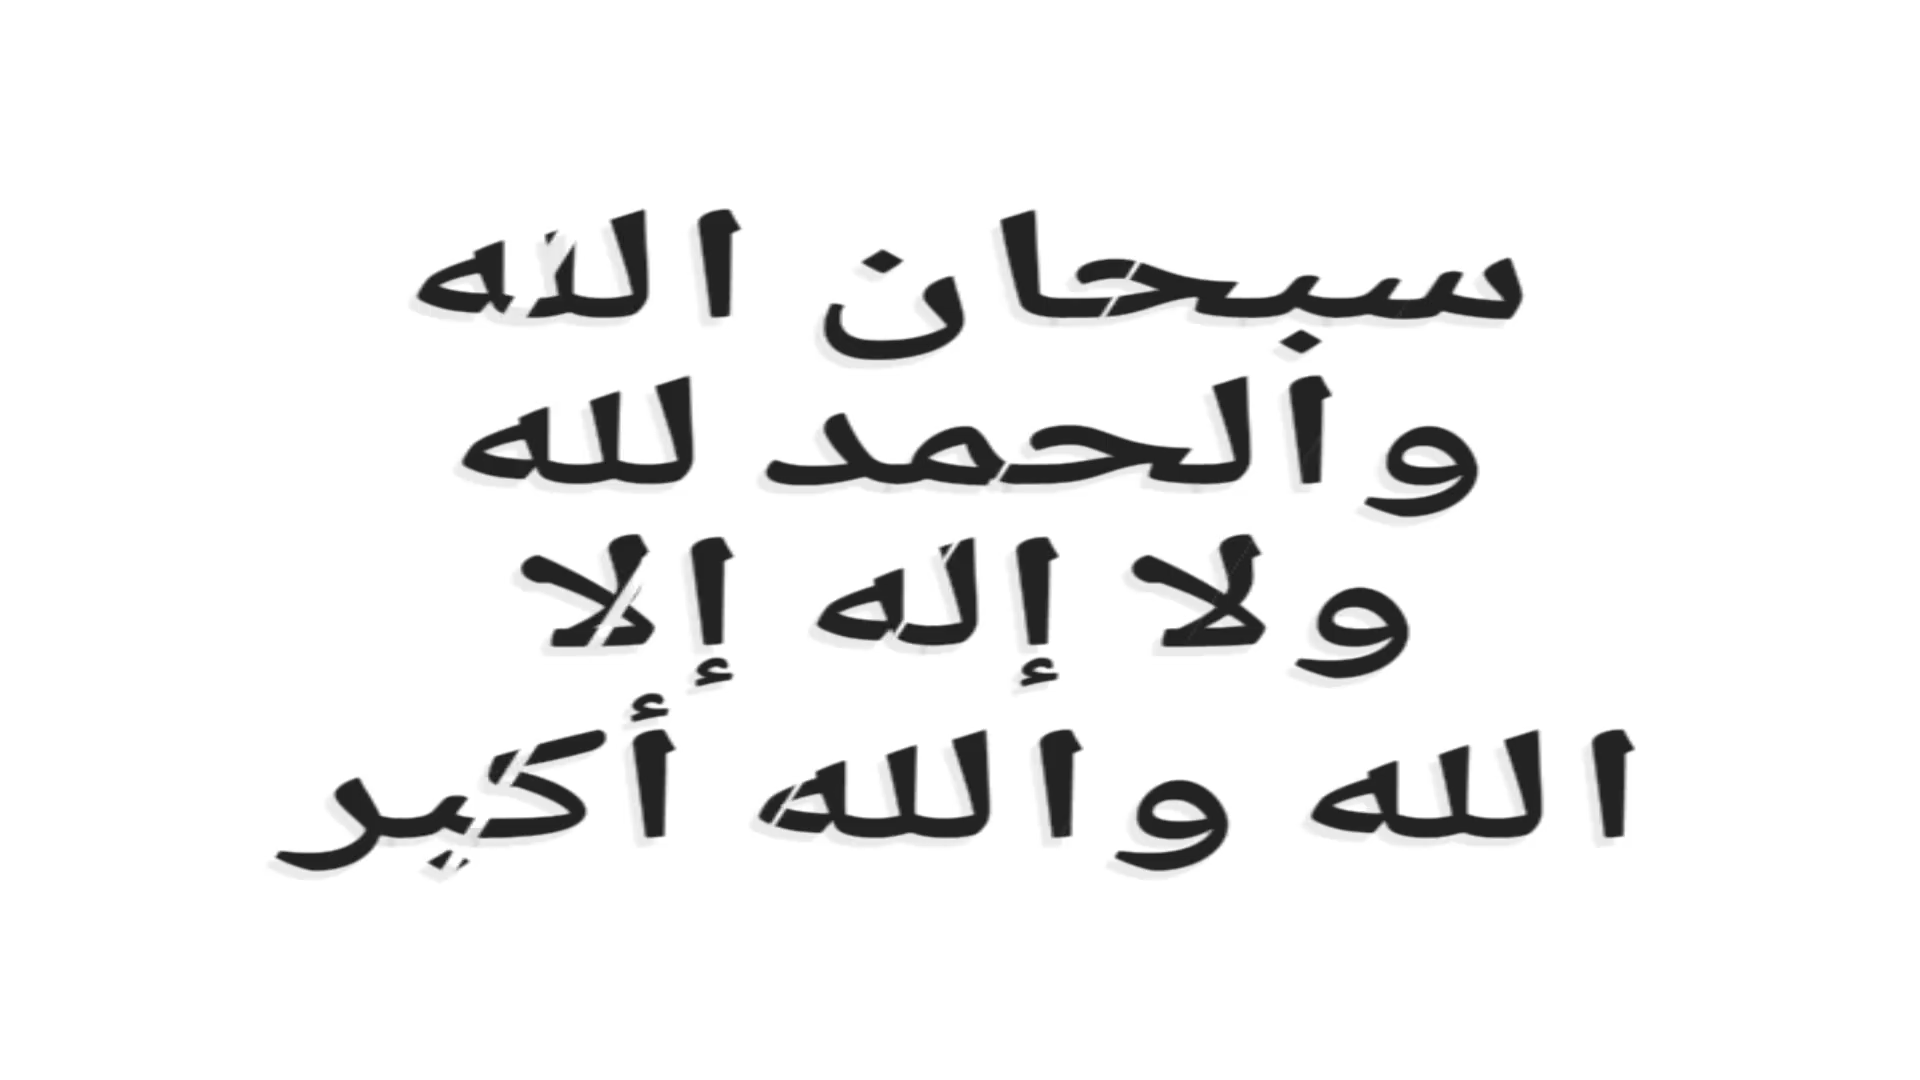 سبحان الله
والحمد لله
ولا إله إلا
الله والله أكبر